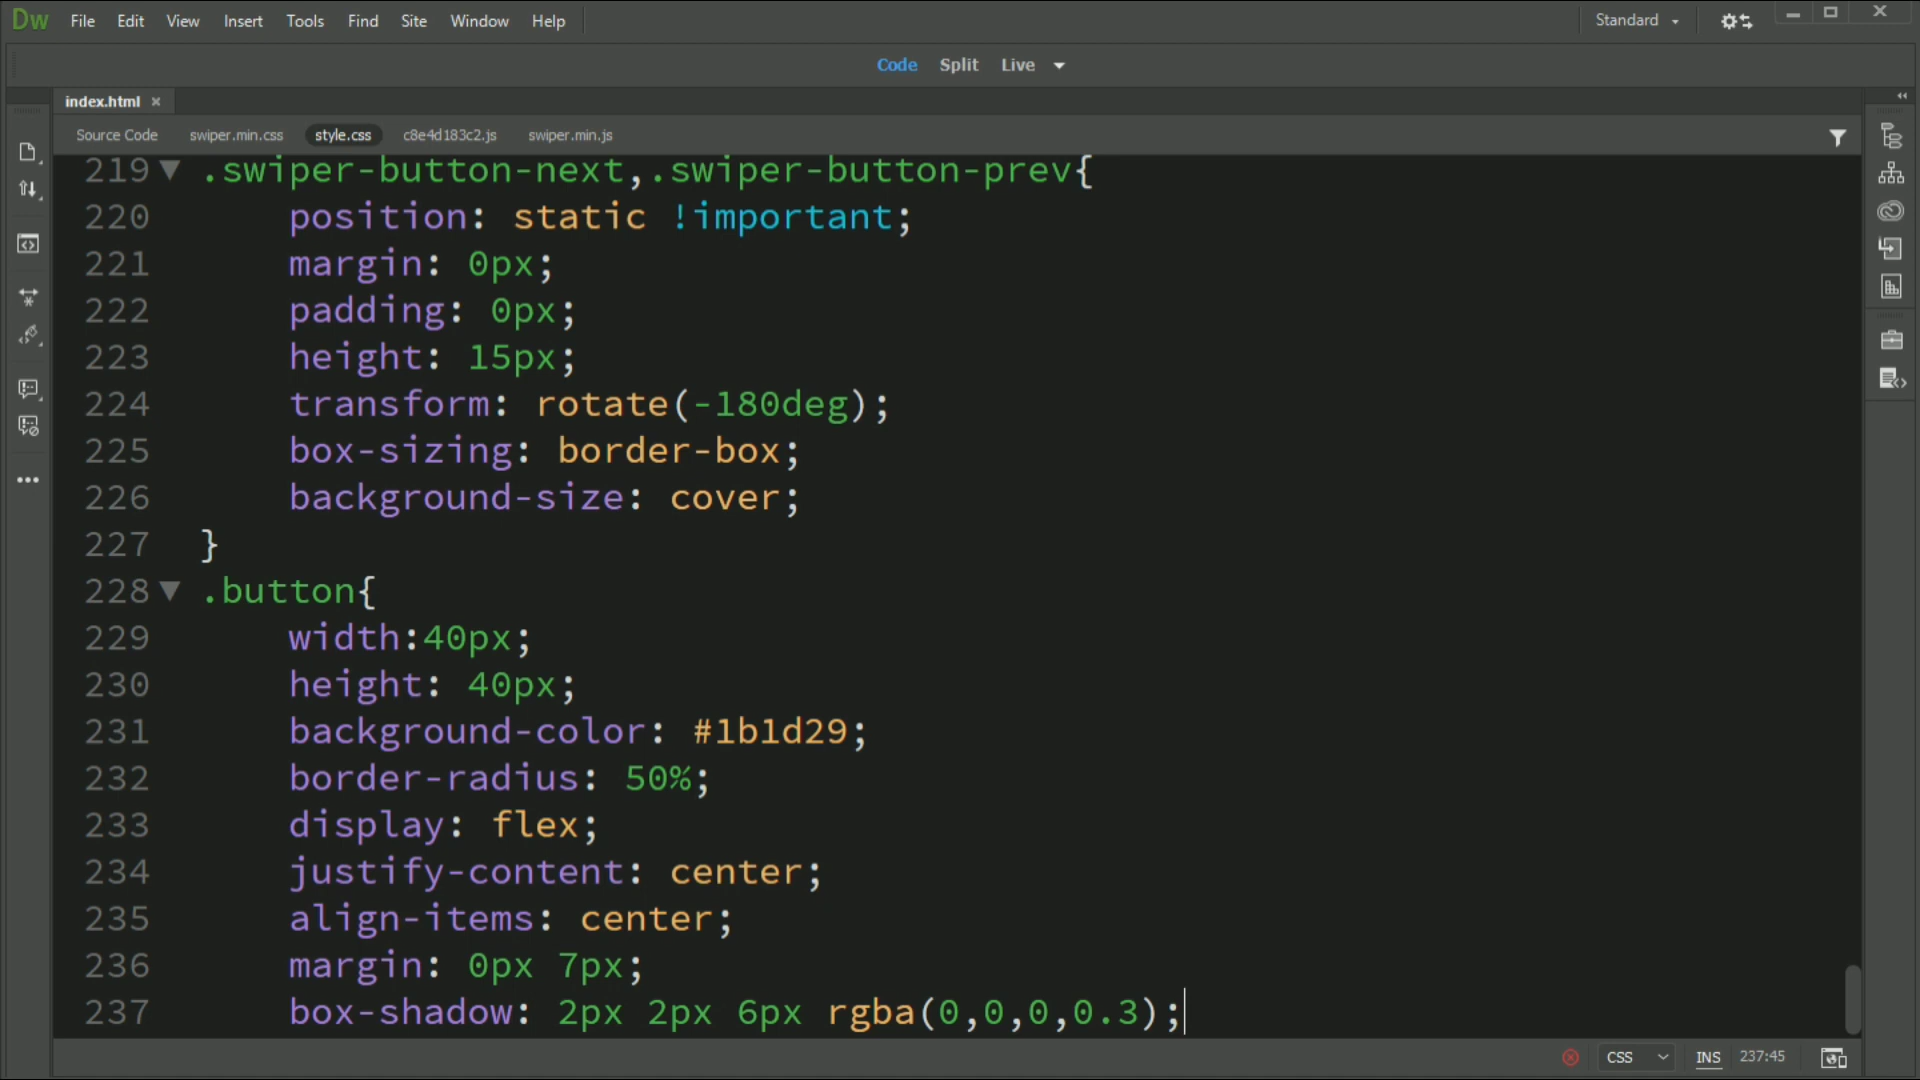 Dw File Edit View Insert Tools Find Site Window Help Standard
Code Split Live
index.html ×
Source Code swiper.min.css style.css c8e4d183c2.js swiper.min.js
219 .swiper-button-next,.swiper-button-prev{
220 position: static !important;
221 margin: 0px;
222 padding: 0px;
223 height: 15px;
224 transform: rotate(-180deg);
225 box-sizing: border-box;
226 background-size: cover;
227 }
228 .button{
229 width:40px;
230 height: 40px;
231 background-color: #1b1d29;
232 border-radius: 50%;
233 display: flex;
234 justify-content: center;
235 align-items: center;
236 margin: 0px 7px;
237 box-shadow: 2px 2px 6px rgba(0,0,0,0.3);
CSS INS 237:45